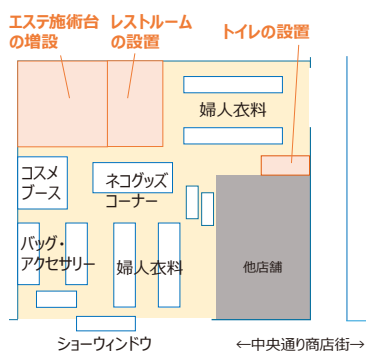 エステ施術台
の増設
レストルーム
の設置
トイレの設置
婦人衣料
コスメ
ブース
ネコグッズ
コーナー
バッグ・
アクセサリー
婦人衣料
他店舗
ショーウィンドウ
←中央通り商店街→